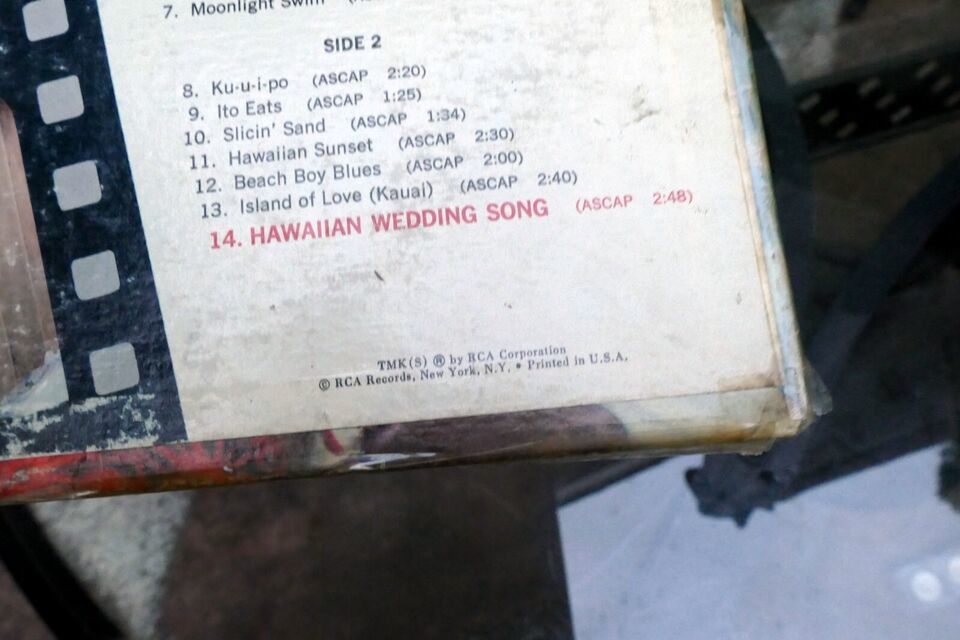 7. Moonlight Swim
SIDE 2
8. Ku-u-i-po (ASCAP 2:20)
9. Ito Eats (ASCAP 1:25)
10. Slicin' Sand (ASCAP 1:34)
11. Hawaiian Sunset (ASCAP 2:30)
12. Beach Boy Blues (ASCAP 2:00)
13. Island of Love (Kauai) (ASCAP 2:40)
14. HAWAIIAN WEDDING SONG (ASCAP 2:48)
TMK(S) ® by RCA Corporation
© RCA Records, New York, N.Y. • Printed in U.S.A.